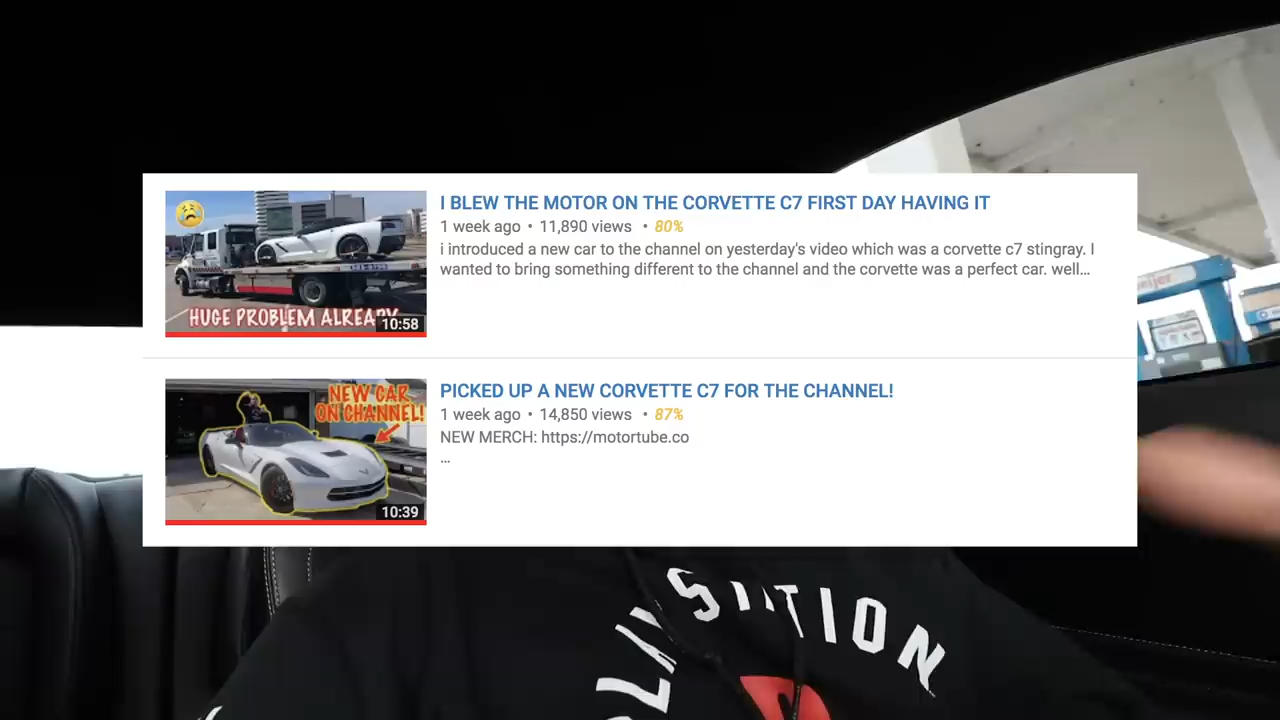 I BLEW THE MOTOR ON THE CORVETTE C7 FIRST DAY HAVING IT
1 week ago • 11,890 views • 80%
i introduced a new car to the channel on yesterday's video which was a corvette c7 stingray. I
wanted to bring something different to the channel and the corvette was a perfect car. well...
HUGE PROBLEM ALREADY
10:58
PICKED UP A NEW CORVETTE C7 FOR THE CHANNEL!
1 week ago • 14,850 views • 87%
NEW MERCH: https://motortube.co
...
NEW CAR
ON CHANNEL!
10:39
PLAYSTATION